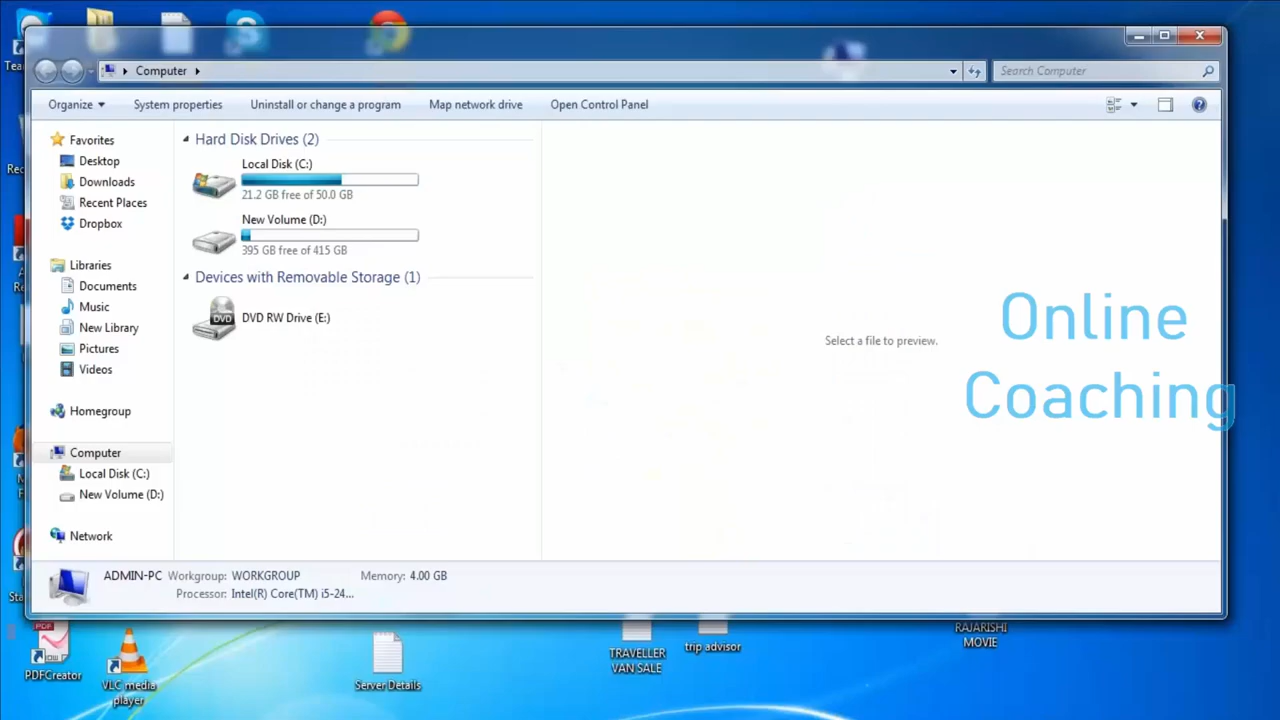 Computer
Search Computer
Organize
System properties
Uninstall or change a program
Map network drive
Open Control Panel
Favorites
Desktop
Downloads
Recent Places
Dropbox
Libraries
Documents
Music
New Library
Pictures
Videos
Homegroup
Computer
Local Disk (C:)
New Volume (D:)
Network
Hard Disk Drives (2)
Local Disk (C:)
21.2 GB free of 50.0 GB
New Volume (D:)
395 GB free of 415 GB
Devices with Removable Storage (1)
DVD
DVD RW Drive (E:)
Select a file to preview.
Online
Coaching
ADMIN-PC Workgroup: WORKGROUP Memory: 4.00 GB
Processor: Intel(R) Core(TM) i5-24...
PDF
PDFCreator
VLC media
player
Server Details
TRAVELLER
VAN SALE
trip advisor
RAJARISHI
MOVIE